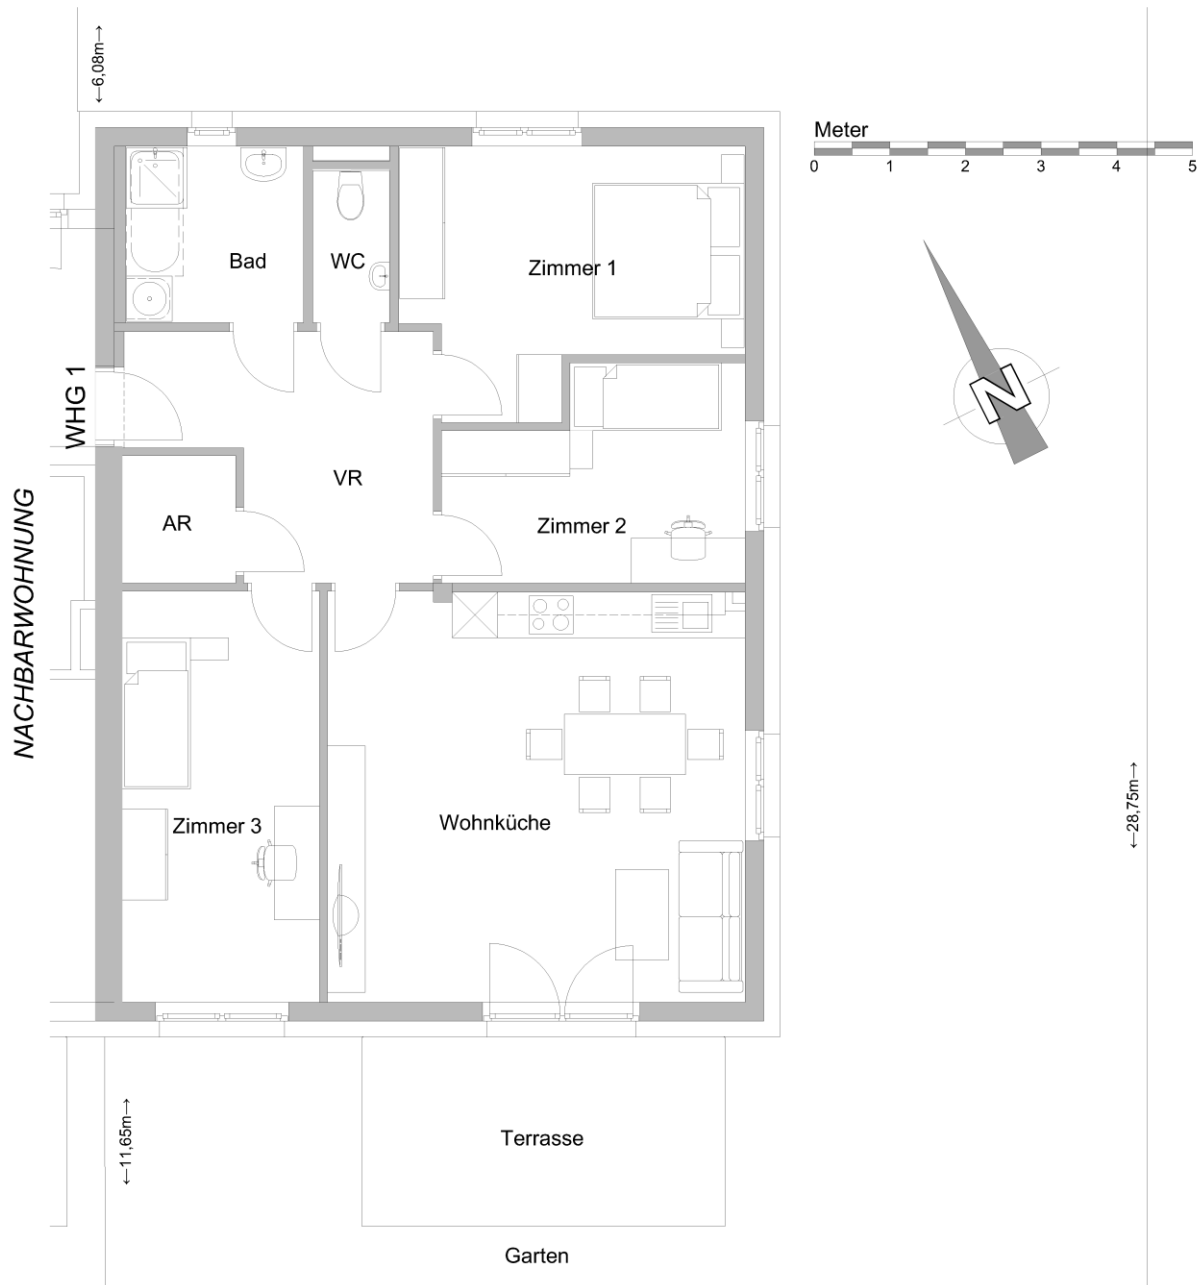 ←6,08m→
Meter
0 1 2 3 4 5
Bad
WC
Zimmer 1
N
WHG 1
VR
AR
Zimmer 2
NACHBARWOHNUNG
Zimmer 3
Wohnküche
←28,75m→
←11,65m→
Terrasse
Garten